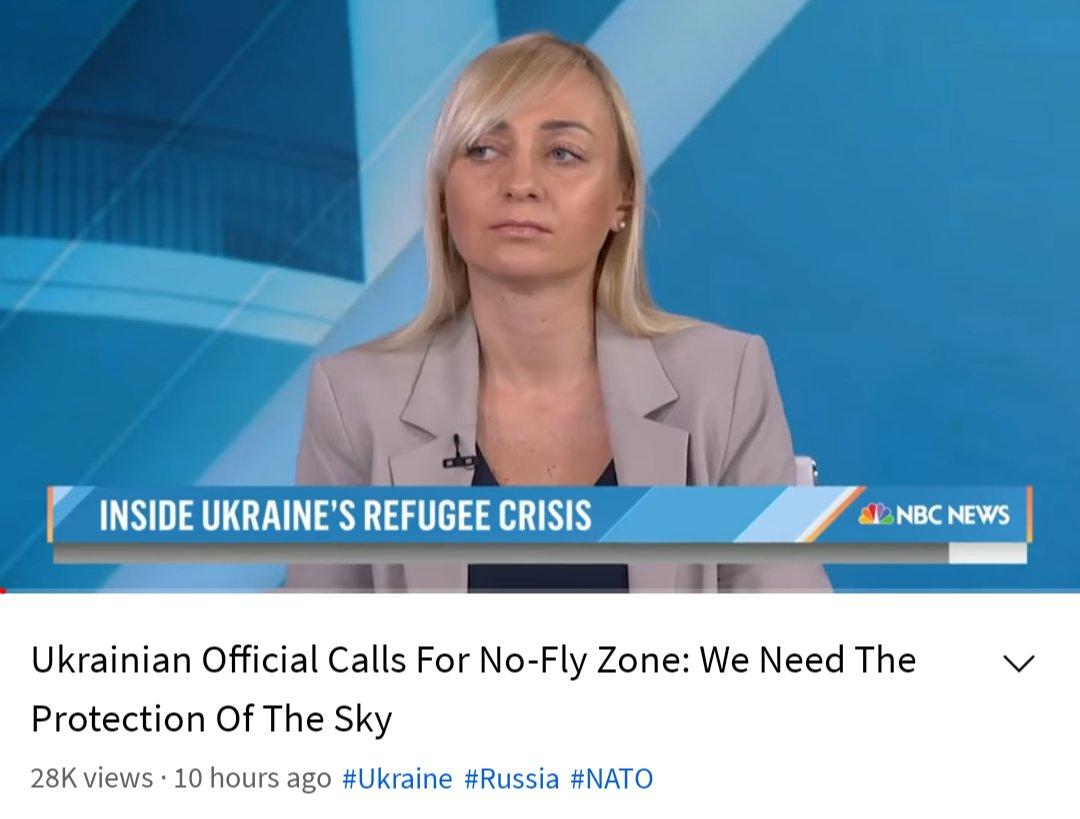 INSIDE UKRAINE'S REFUGEE CRISIS
NBC NEWS
Ukrainian Official Calls For No-Fly Zone: We Need The
Protection Of The Sky
28K views · 10 hours ago #Ukraine #Russia #NATO